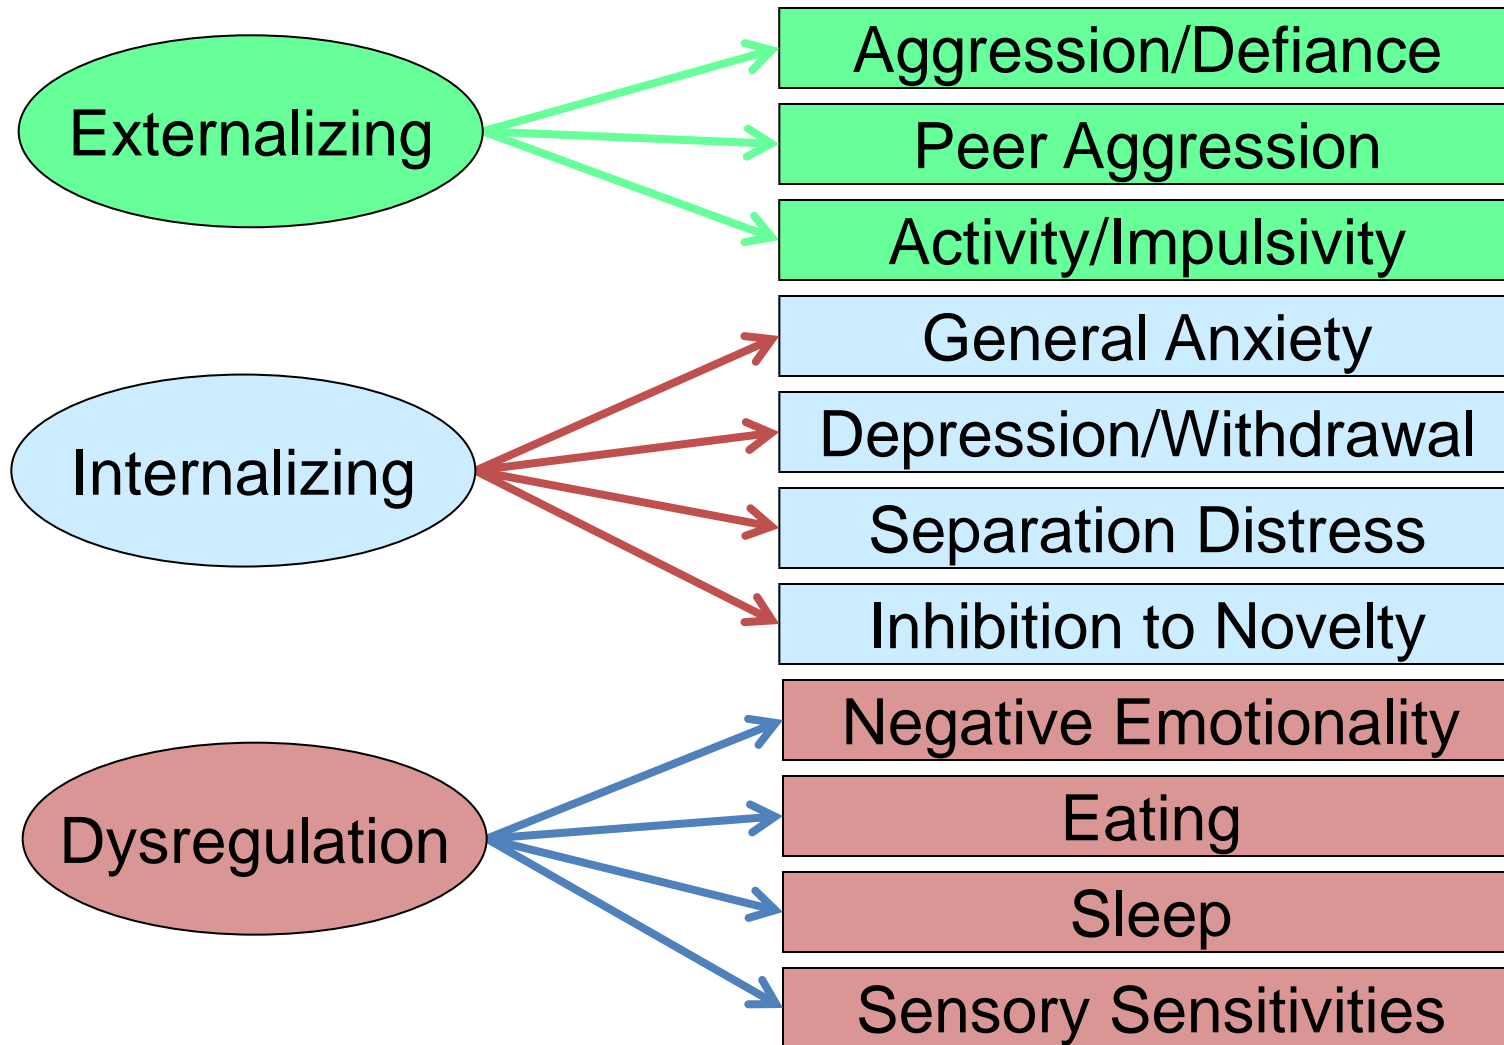 Externalizing
Aggression/Defiance
Peer Aggression
Activity/Impulsivity
Internalizing
General Anxiety
Depression/Withdrawal
Separation Distress
Inhibition to Novelty
Dysregulation
Negative Emotionality
Eating
Sleep
Sensory Sensitivities